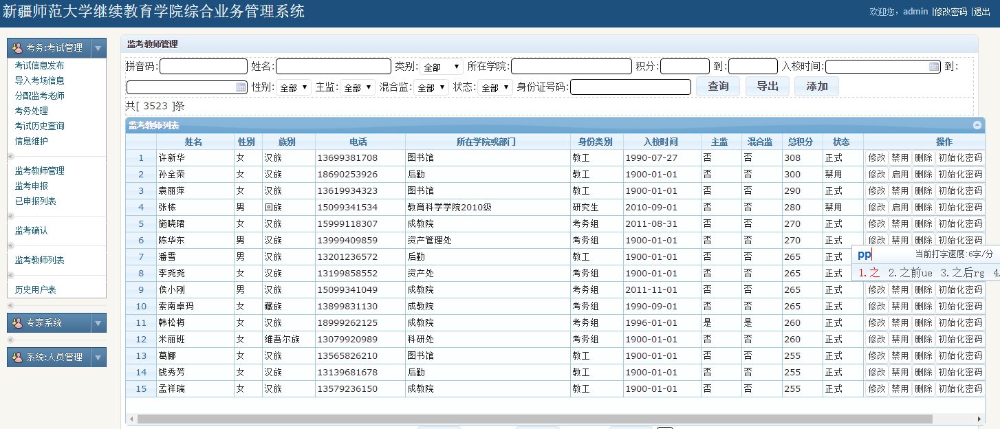 新疆师范大学继续教育学院综合业务管理系统
欢迎您，admin |修改密码 |退出
考务:考试管理
考试信息发布
导入考场信息
分配监考老师
考务处理
考试历史查询
信息维护
监考教师管理
监考申报
已申报列表
监考确认
监考教师列表
历史用户表
专家系统
系统:人员管理
监考教师管理
拼音码: 姓名: 类别: 全部 所在学院: 积分: 到: 入校时间: 到:
性别: 全部 主监: 全部 混合监: 全部 状态: 全部 身份证号码: 查询 导出 添加
共[ 3523 ]条
监考教师列表
姓名 性别 族别 电话 所在学院或部门 身份类别 入校时间 主监 混合监 总积分 状态 操作
1 许新华 女 汉族 13699381708 图书馆 教工 1990-07-27 否 否 308 正式 修改 禁用 删除 初始化密码
2 孙全荣 女 汉族 18690253926 后勤 教工 1900-01-01 否 否 300 禁用 修改 启用 删除 初始化密码
3 袁丽萍 女 汉族 13619934323 图书馆 教工 1900-01-01 否 否 290 正式 修改 禁用 删除 初始化密码
4 张栋 男 回族 15099341534 教育科学学院2010级 研究生 2010-09-01 否 否 280 禁用 修改 启用 删除 初始化密码
5 施晓珺 女 汉族 15999118307 成教院 考务组 2011-08-31 否 否 270 正式 修改 禁用 删除 初始化密码
6 陈华东 男 汉族 13999409859 资产管理处 考务组 1900-01-01 否 否 270 正式 修改 禁用 删除 初始化密码
7 潘雪 男 汉族 13201236572 后勤 教工 1900-01-01 否 否 265 正式
8 李尧尧 女 汉族 13199858552 资产处 考务组 1900-01-01 否 否 265 正式
pp 当前打字速度:6字/分
1.之 2.之前ue 3.之后rg 4.
9 侯小刚 男 汉族 15099341049 成教院 考务组 2011-11-01 否 否 265 正式 修改 禁用 删除 初始化密码
10 索南卓玛 女 藏族 13899831130 成教院 考务组 1990-09-01 否 否 265 正式 修改 禁用 删除 初始化密码
11 韩松梅 女 汉族 18999262125 成教院 考务组 1996-01-01 是 是 260 正式 修改 禁用 删除 初始化密码
12 米丽班 女 维吾尔族 13079920989 科研处 考务组 1900-01-01 否 否 260 正式 修改 禁用 删除 初始化密码
13 葛娜 女 汉族 13565826210 图书馆 教工 1900-01-01 否 否 255 正式 修改 禁用 删除 初始化密码
14 钱秀芳 女 汉族 13139681678 后勤 教工 1900-01-01 否 否 255 正式 修改 禁用 删除 初始化密码
15 孟祥瑞 女 汉族 13579236150 成教院 教工 1900-01-01 否 否 255 正式 修改 禁用 删除 初始化密码